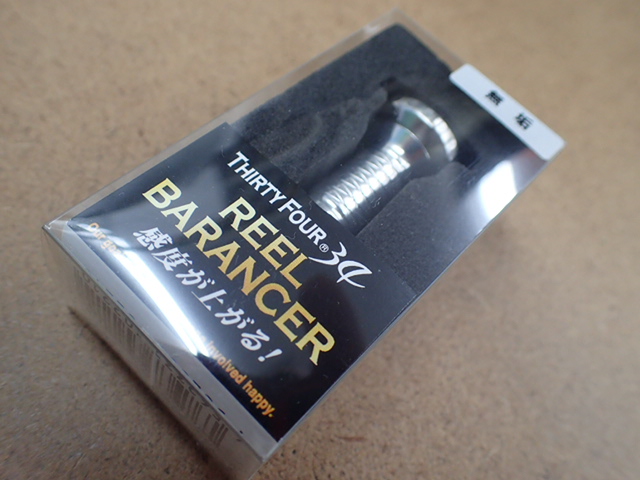 無垢
THIRTY FOUR® 34
REEL
BARANCER
感度が上がる!
involved happy.